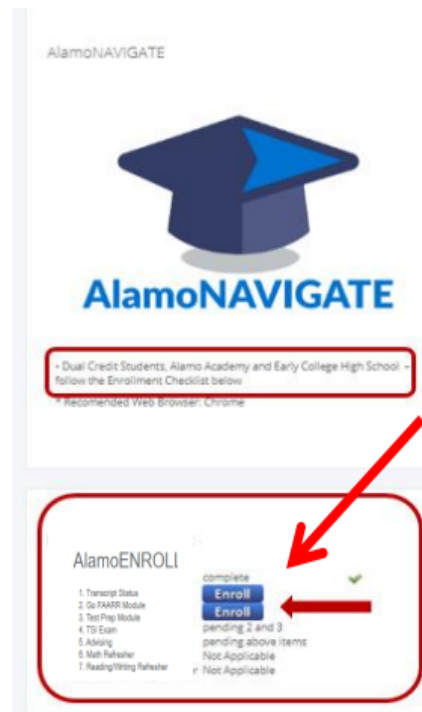 AlamoNAVIGATE
AlamoNAVIGATE
- Dual Credit Students, Alamo Academy and Early College High School –
follow the Enrollment Checklist below
* Recomended Web Browser: Chrome
AlamoENROLL
complete
1. Transcript Status
Enroll
2. Go FAARR Module
Enroll
3. Test Prep Module
pending 2 and 3
4. TSI Exam
pending above items
5. Advising
Not Applicable
6. Math Refresher
7. Reading/Writing Refresher
r Not Applicable